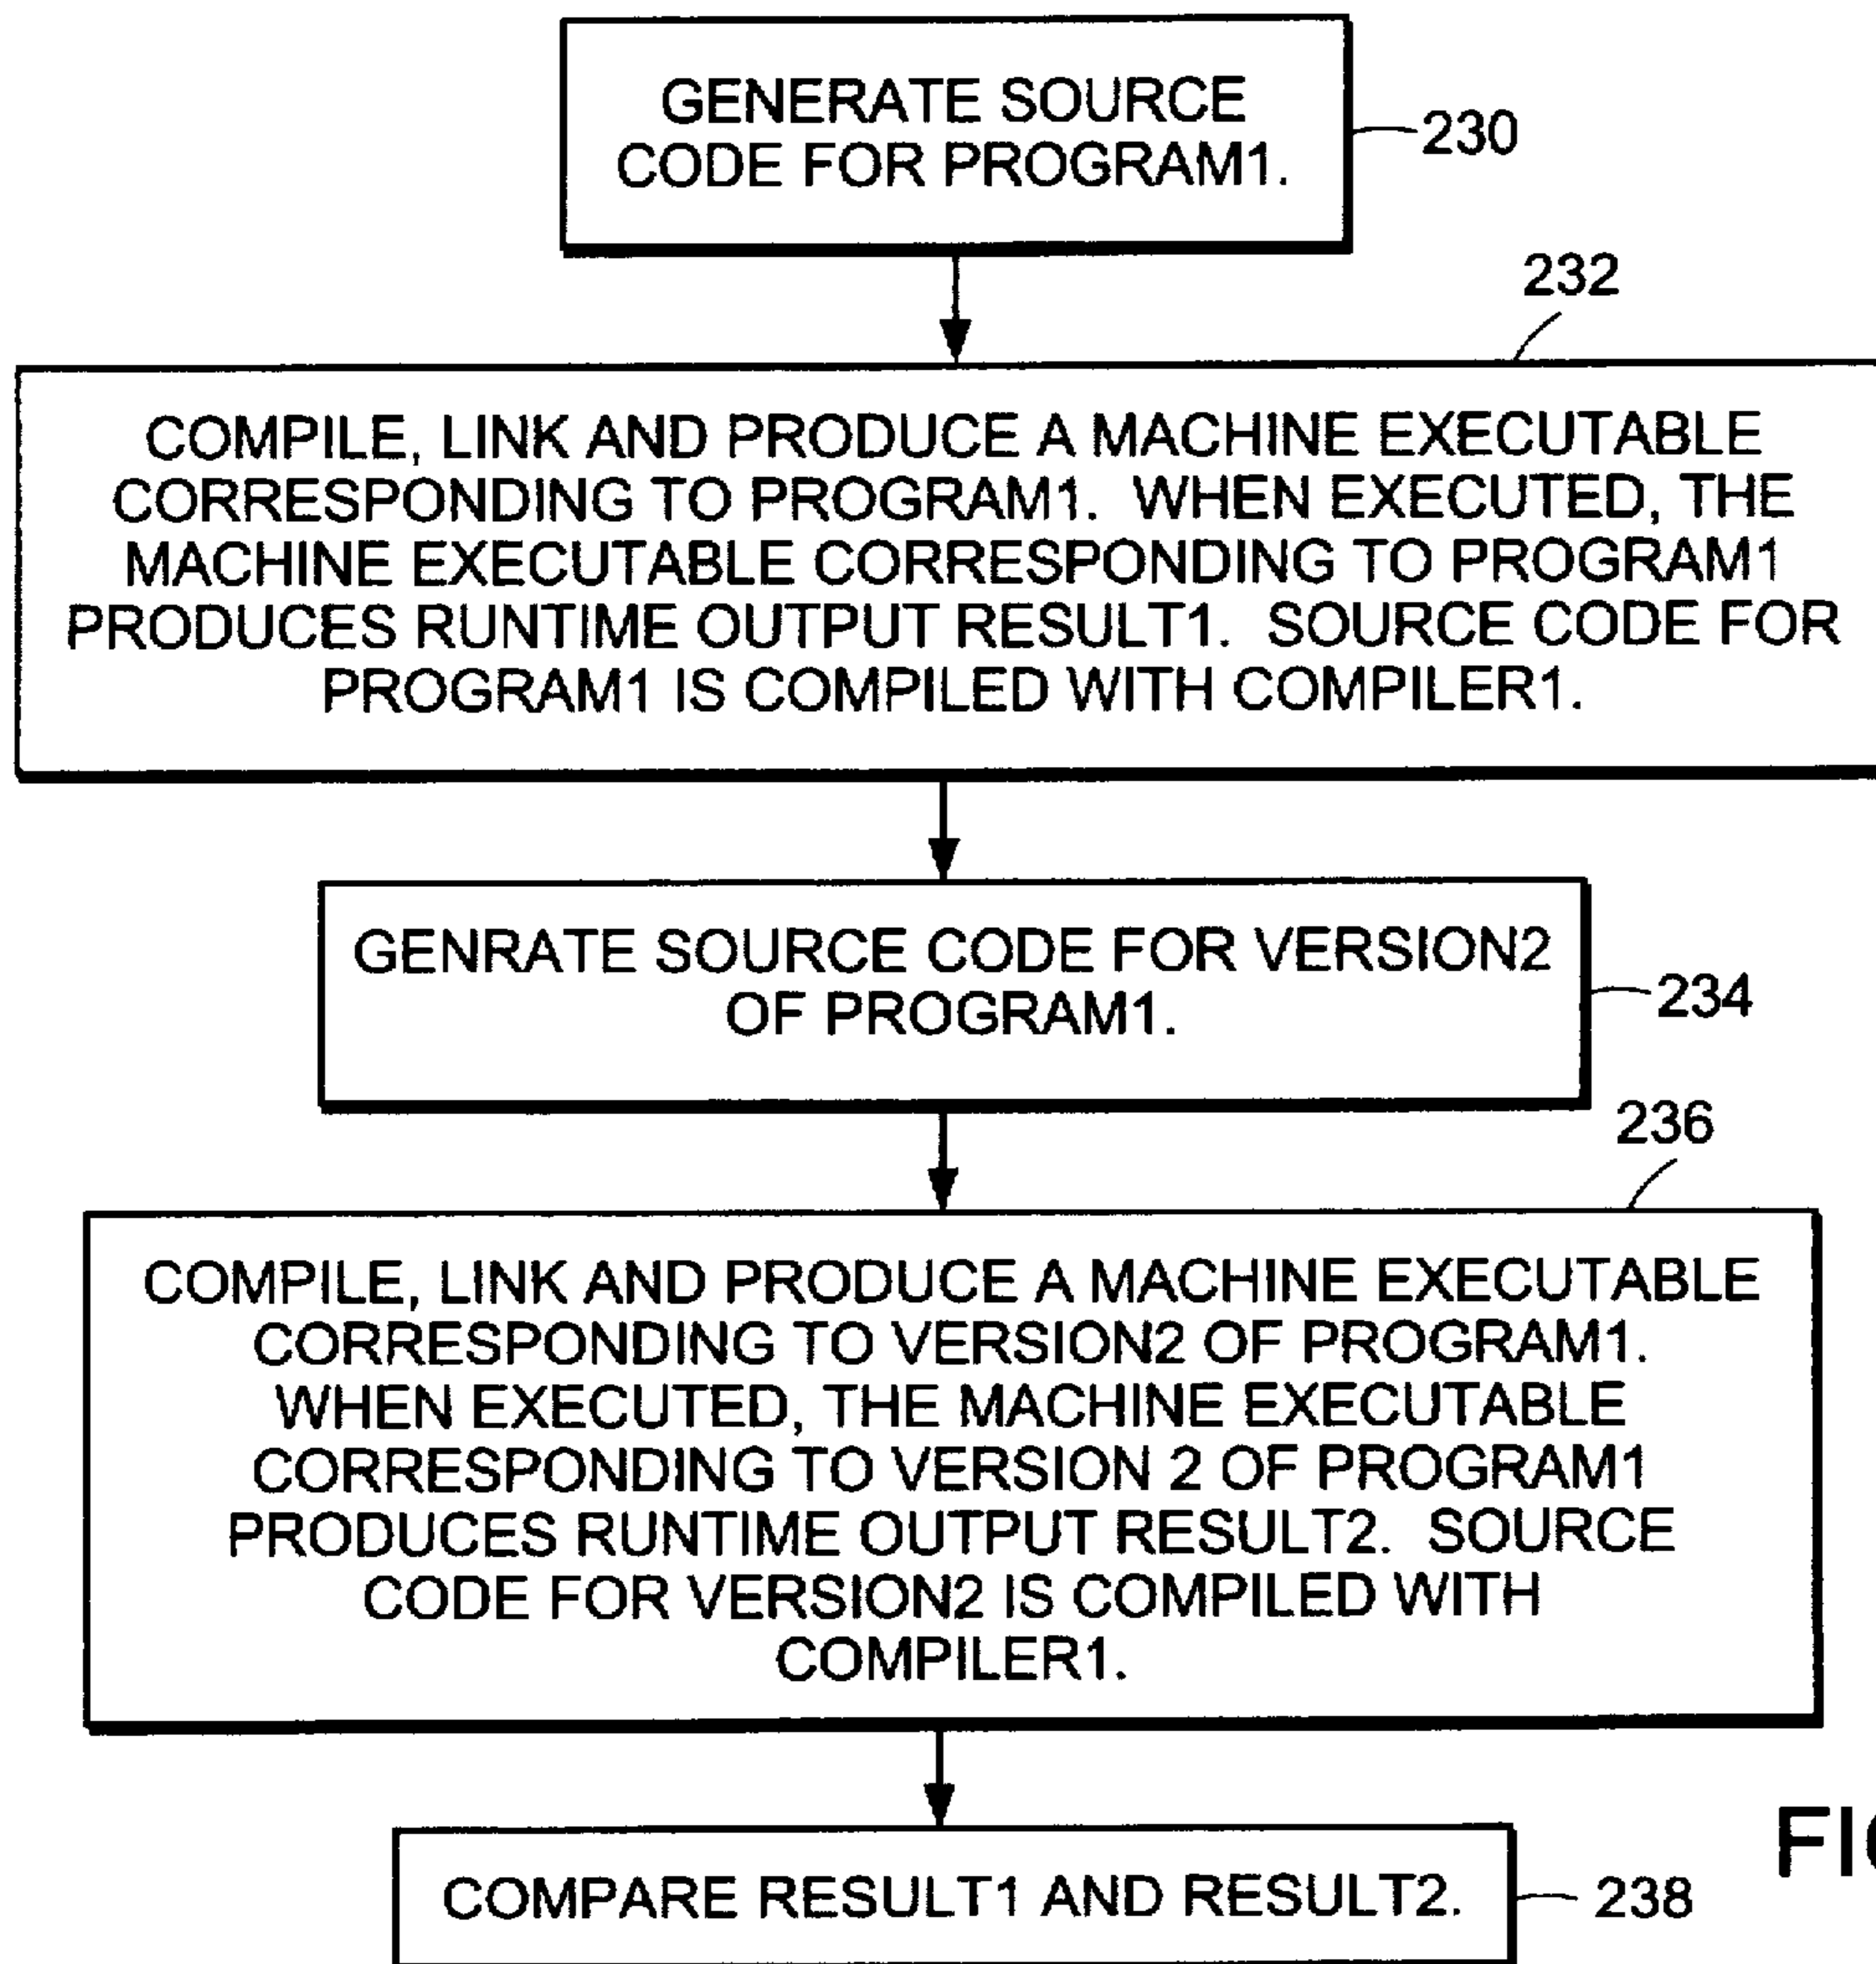 GENERATE SOURCE
CODE FOR PROGRAM1.
230
232
COMPILE, LINK AND PRODUCE A MACHINE EXECUTABLE
CORRESPONDING TO PROGRAM1. WHEN EXECUTED, THE
MACHINE EXECUTABLE CORRESPONDING TO PROGRAM1
PRODUCES RUNTIME OUTPUT RESULT1. SOURCE CODE FOR
PROGRAM1 IS COMPILED WITH COMPILER1.
GENRATE SOURCE CODE FOR VERSION2
OF PROGRAM1.
234
236
COMPILE, LINK AND PRODUCE A MACHINE EXECUTABLE
CORRESPONDING TO VERSION2 OF PROGRAM1.
WHEN EXECUTED, THE MACHINE EXECUTABLE
CORRESPONDING TO VERSION 2 OF PROGRAM1
PRODUCES RUNTIME OUTPUT RESULT2. SOURCE
CODE FOR VERSION2 IS COMPILED WITH
COMPILER1.
COMPARE RESULT1 AND RESULT2.
238